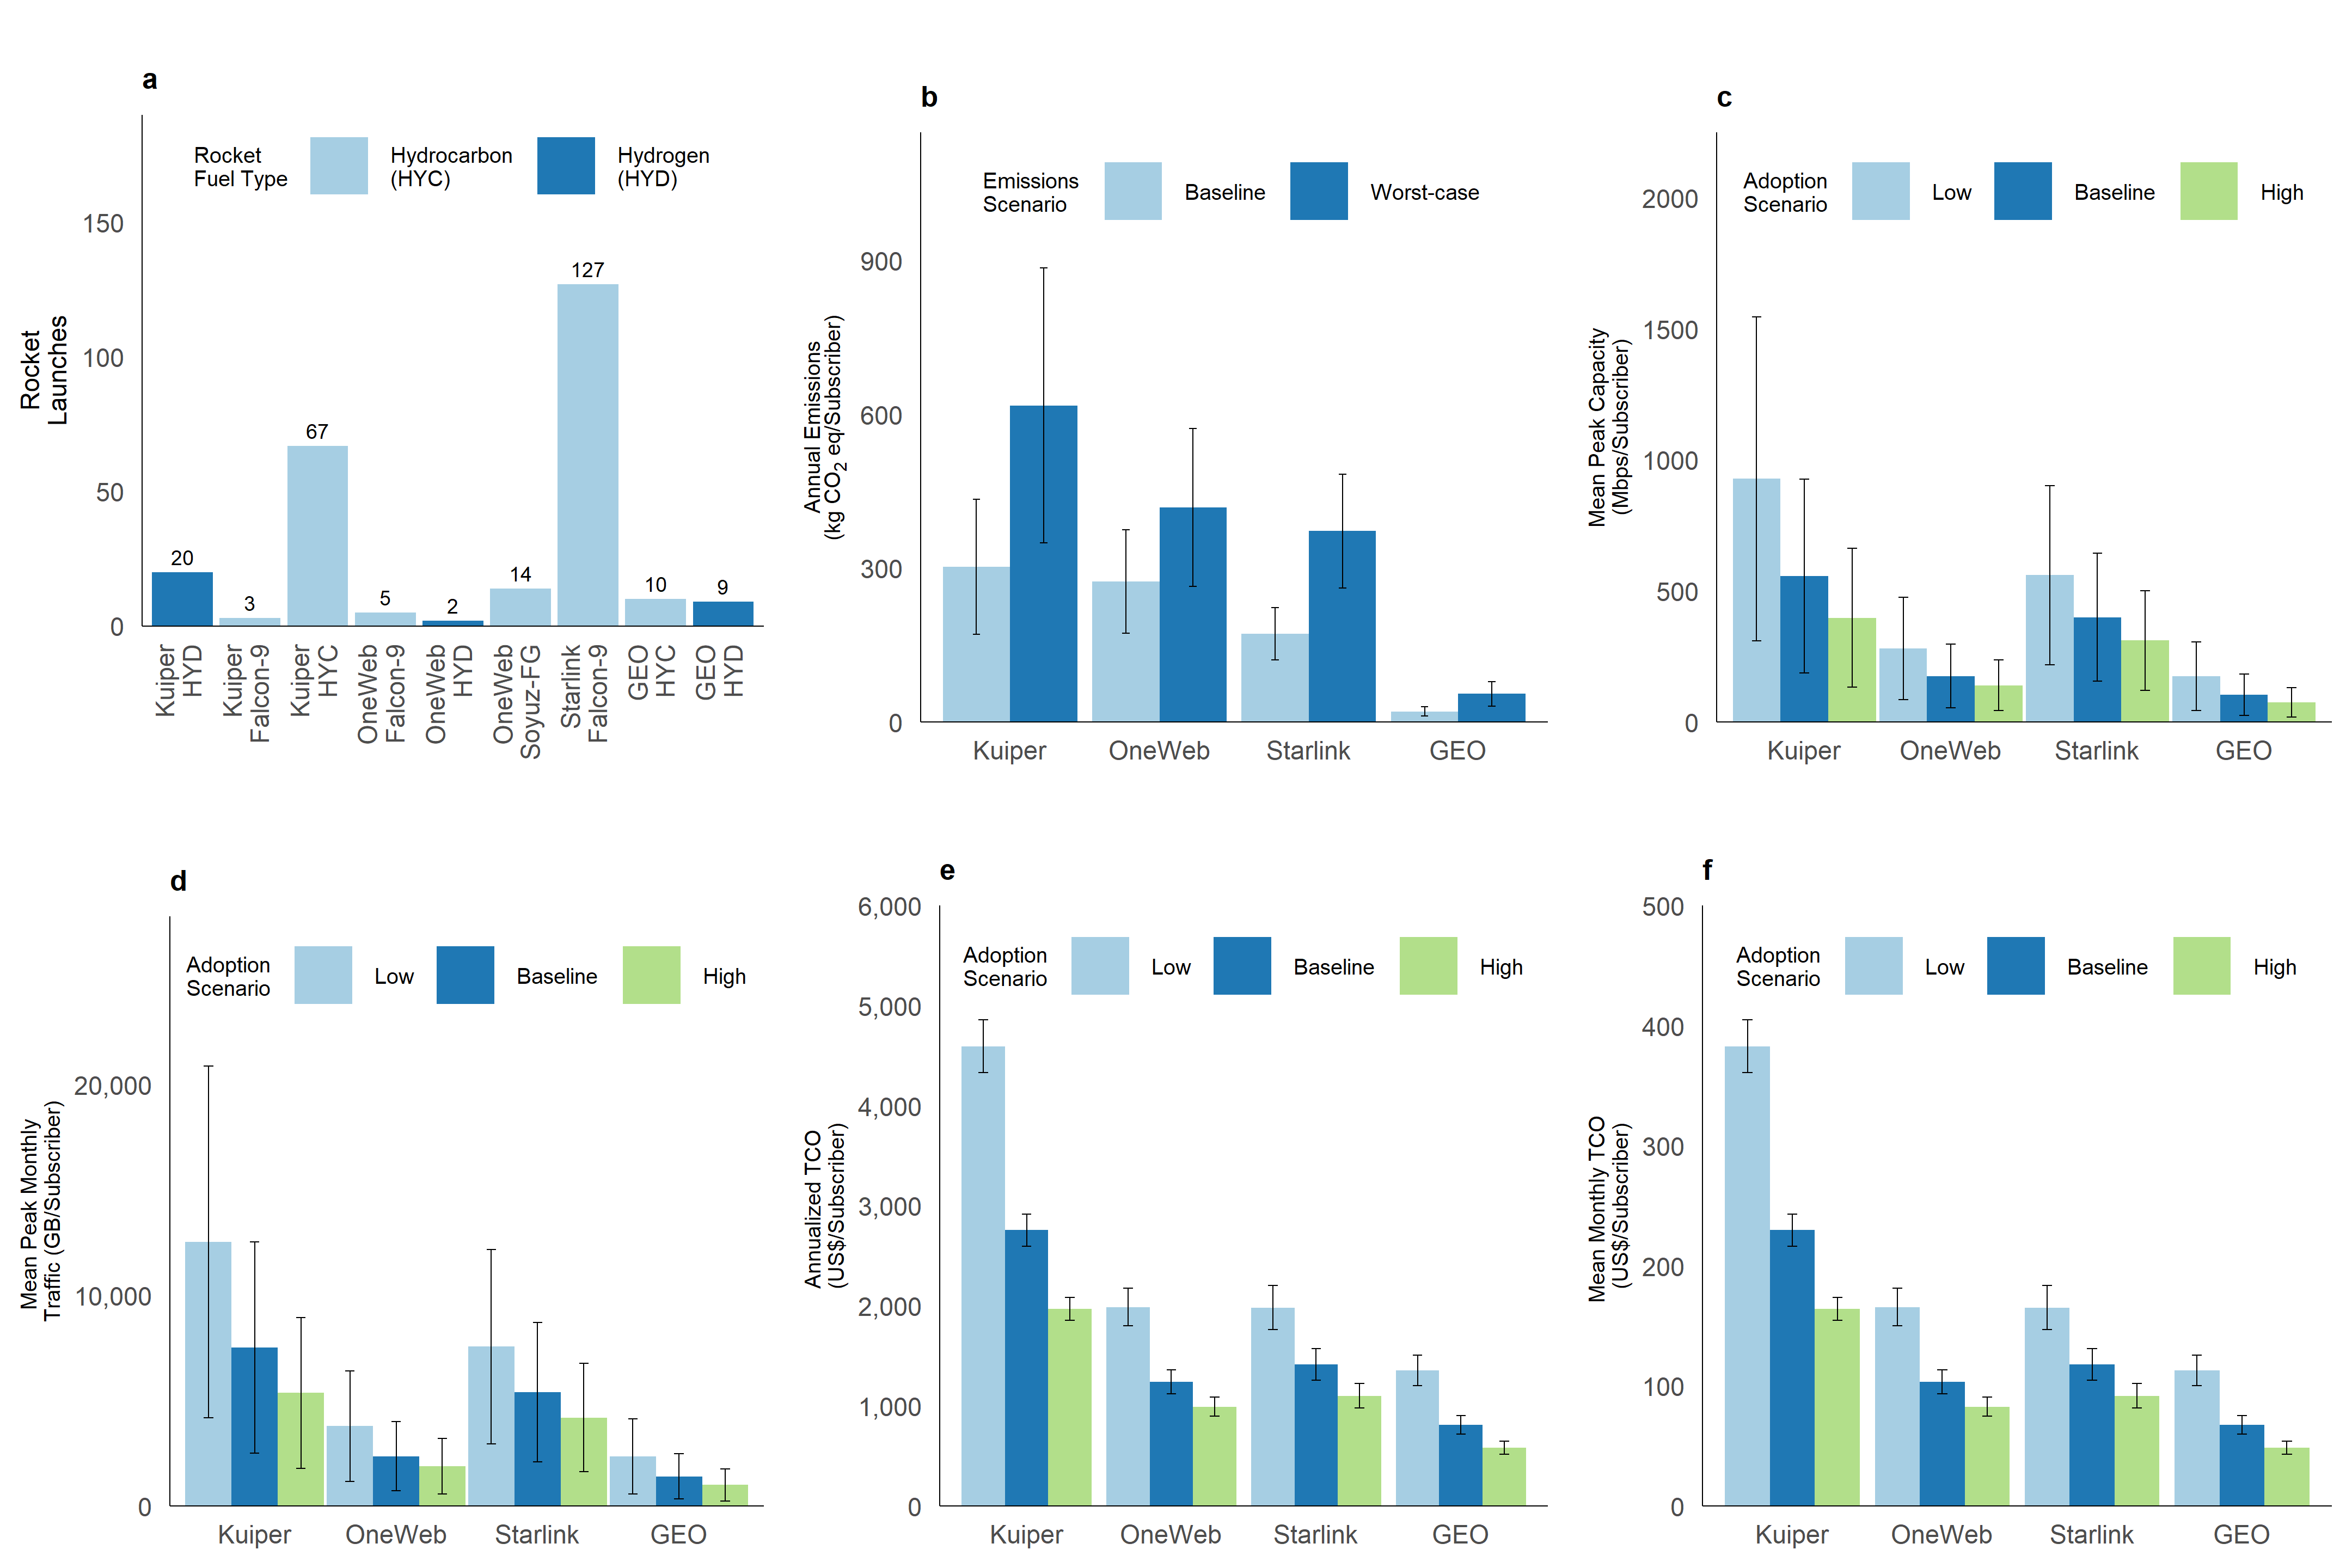 a
Rocket
Fuel Type
Hydrocarbon
(HYC)
Hydrogen
(HYD)
Rocket
Launches
150
100
50
0
20
3
67
5
2
14
127
10
9
Kuiper
HYD
Kuiper
Falcon-9
Kuiper
HYC
OneWeb
Falcon-9
OneWeb
HYD
OneWeb
Soyuz-FG
Starlink
Falcon-9
GEO
HYC
GEO
HYD
b
Emissions
Scenario
Baseline
Worst-case
Annual Emissions
(kg CO2 eq/Subscriber)
900
600
300
0
Kuiper
OneWeb
Starlink
GEO
c
Adoption
Scenario
Low
Baseline
High
Mean Peak Capacity
(Mbps/Subscriber)
2000
1500
1000
500
0
Kuiper
OneWeb
Starlink
GEO
d
Adoption
Scenario
Low
Baseline
High
Mean Peak Monthly
Traffic (GB/Subscriber)
20,000
10,000
0
Kuiper
OneWeb
Starlink
GEO
e
Adoption
Scenario
Low
Baseline
High
Annualized TCO
(US$/Subscriber)
6,000
5,000
4,000
3,000
2,000
1,000
0
Kuiper
OneWeb
Starlink
GEO
f
Adoption
Scenario
Low
Baseline
High
Mean Monthly TCO
(US$/Subscriber)
500
400
300
200
100
0
Kuiper
OneWeb
Starlink
GEO